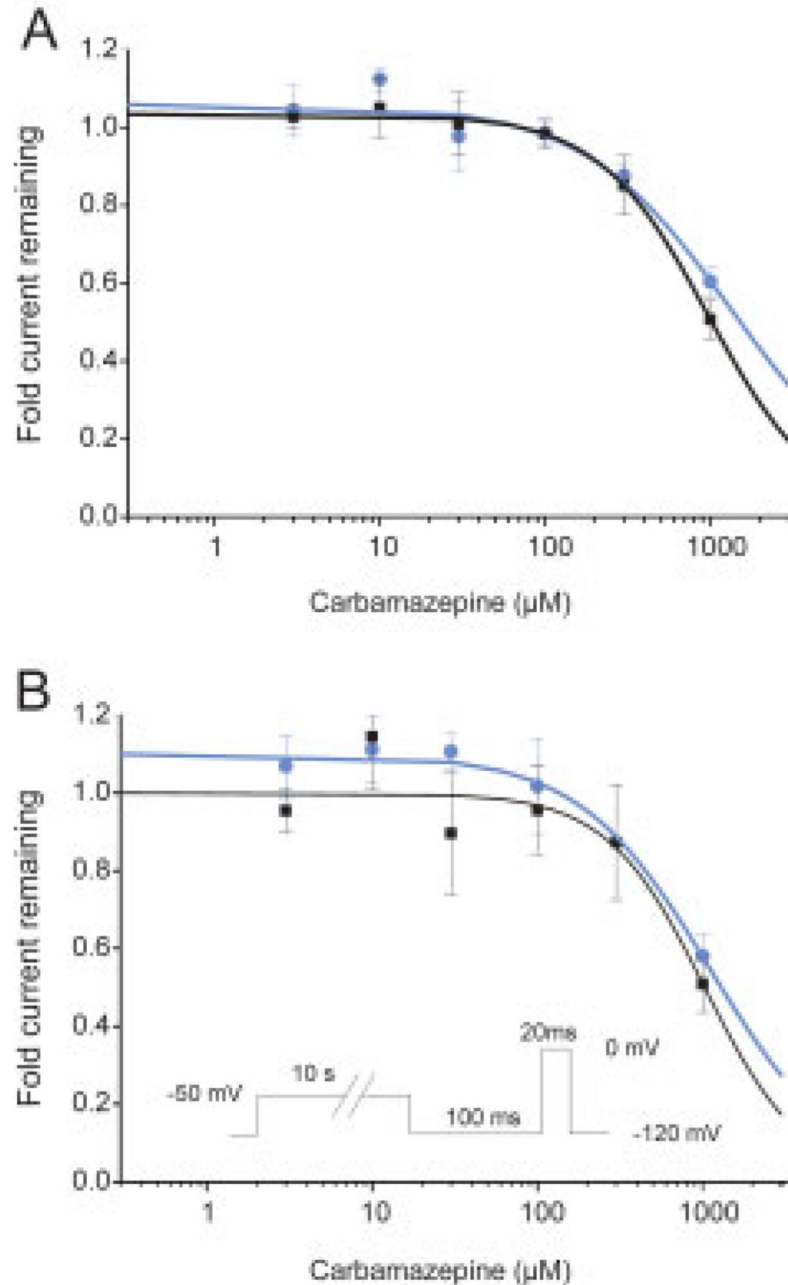 A
1.2
1.0
0.8
0.6
0.4
0.2
0.0
Fold current remaining
1 10 100 1000
Carbamazepine (µM)
B
1.2
1.0
0.8
0.6
0.4
0.2
0.0
Fold current remaining
20ms
0 mV
10 s
-50 mV
100 ms
-120 mV
1 10 100 1000
Carbamazepine (µM)